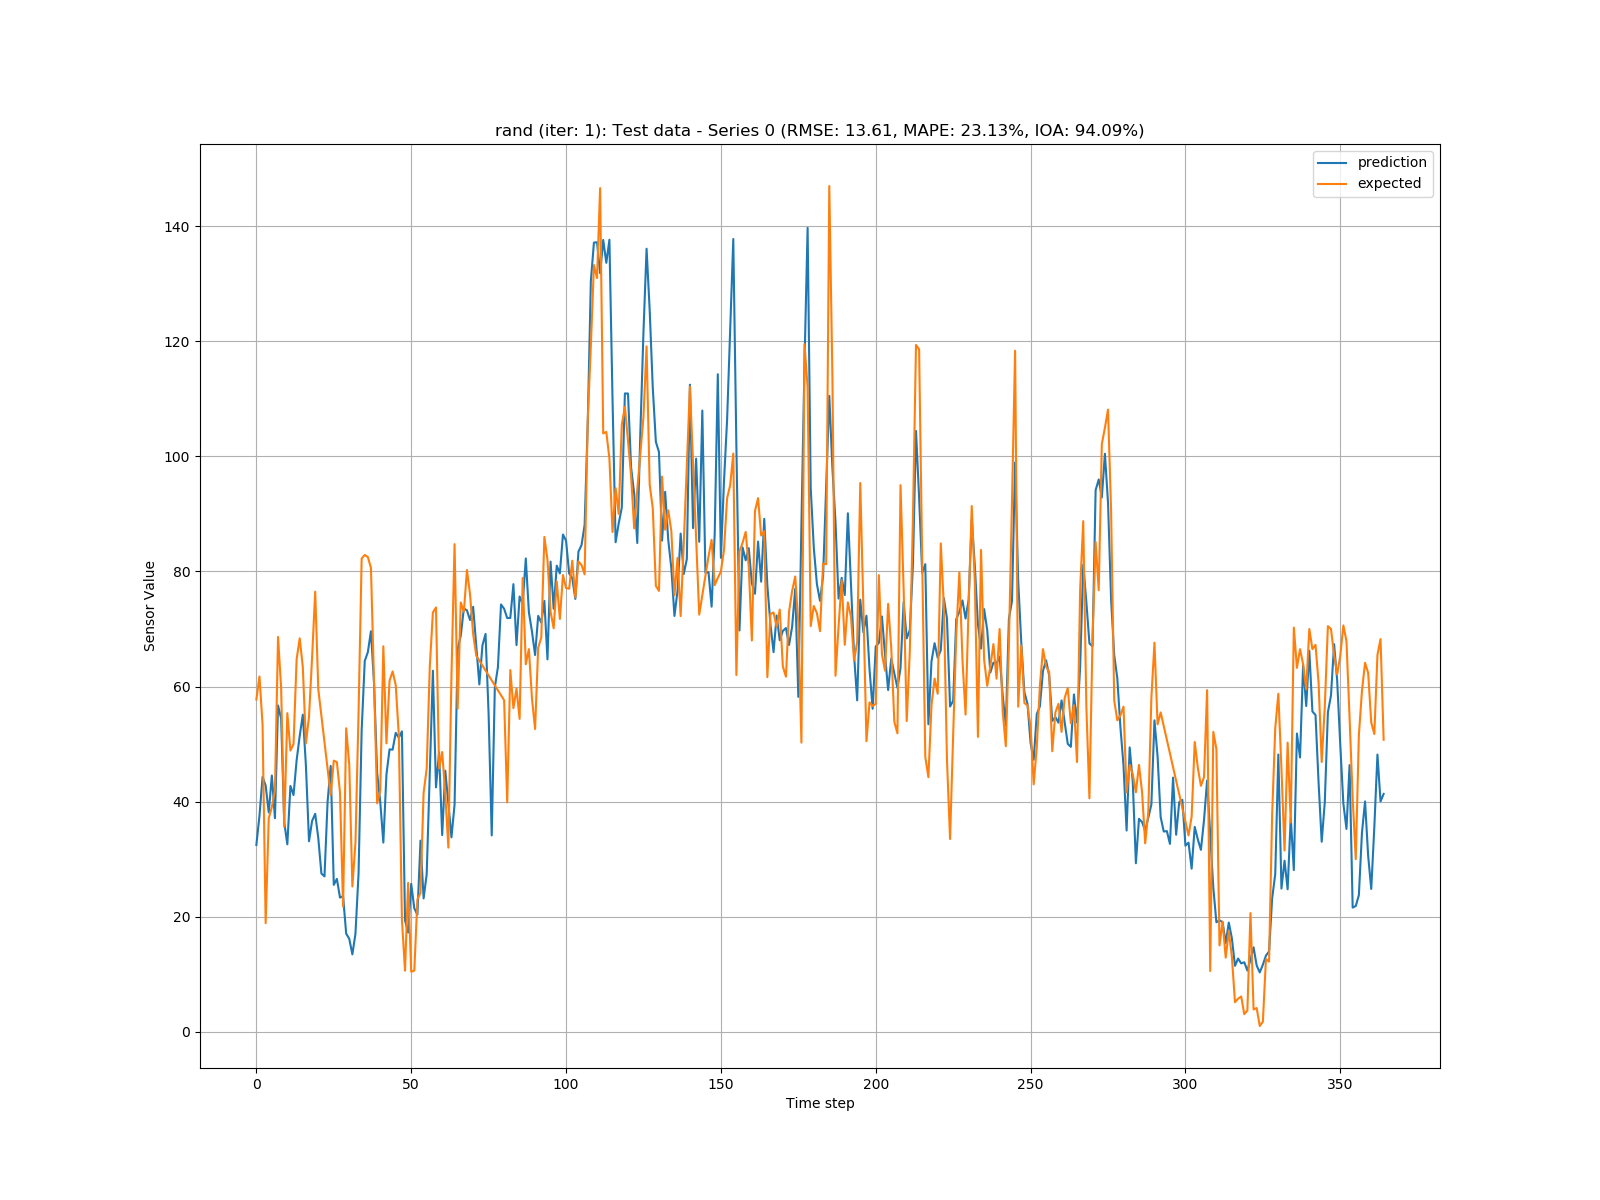 rand (iter: 1): Test data - Series 0 (RMSE: 13.61, MAPE: 23.13%, IOA: 94.09%)
prediction
expected
140
120
100
80
60
40
20
0
Sensor Value
0 50 100 150 200 250 300 350
Time step